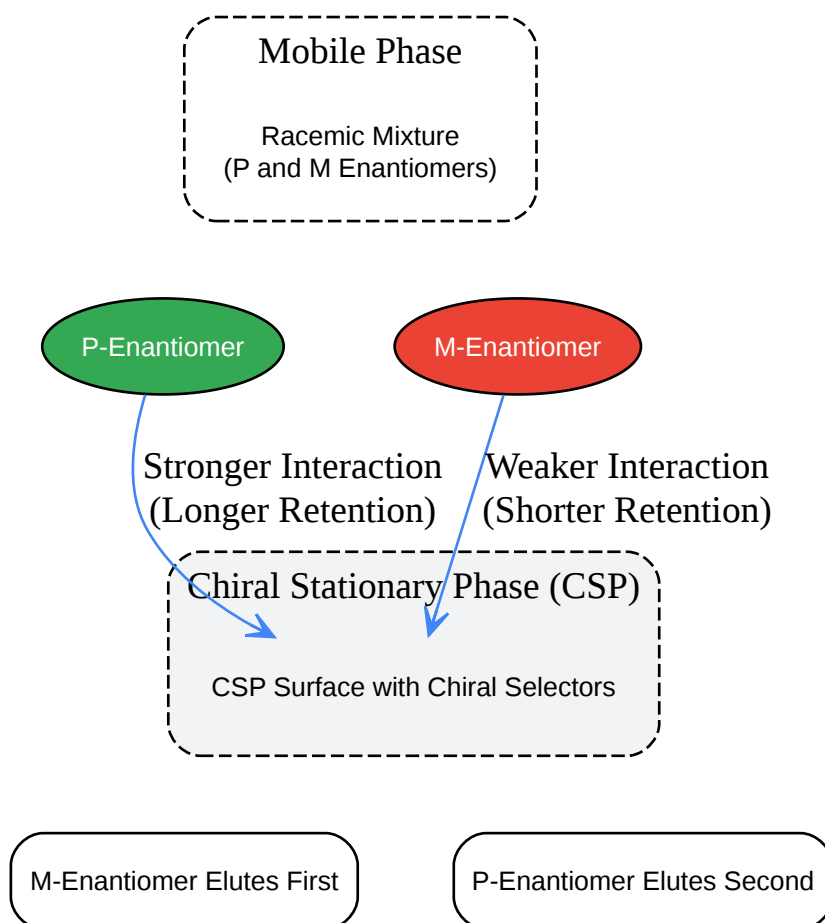 Mobile Phase
Racemic Mixture
(P and M Enantiomers)
P-Enantiomer
M-Enantiomer
Stronger Interaction
(Longer Retention)
Weaker Interaction
(Shorter Retention)
Chiral Stationary Phase (CSP)
CSP Surface with Chiral Selectors
M-Enantiomer Elutes First
P-Enantiomer Elutes Second